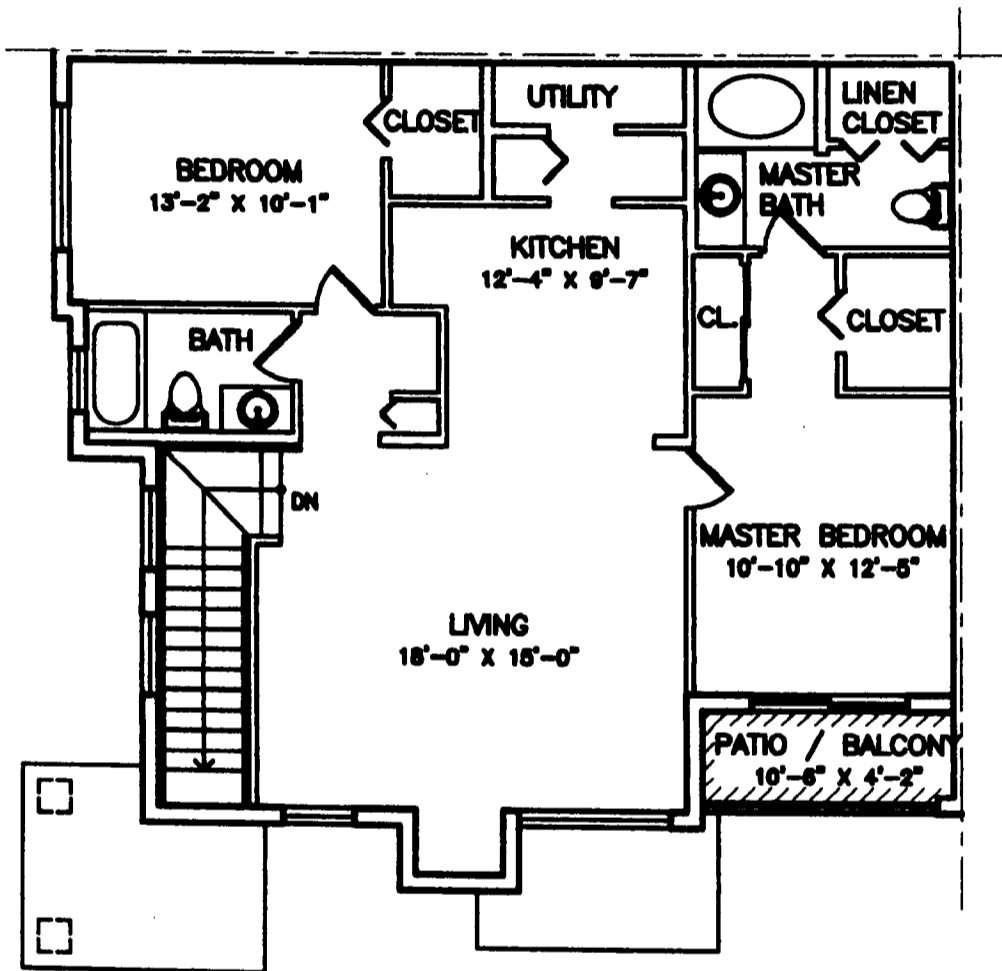 UTILITY
LINEN
CLOSET
CLOSET
BEDROOM
13'-2" X 10'-1"
MASTER
BATH
KITCHEN
12'-4" X 9'-7"
BATH
CL.
CLOSET
DN
MASTER BEDROOM
10'-10" X 12'-5"
LIVING
18'-0" X 15'-0"
PATIO / BALCONY
10'-6" X 4'-2"